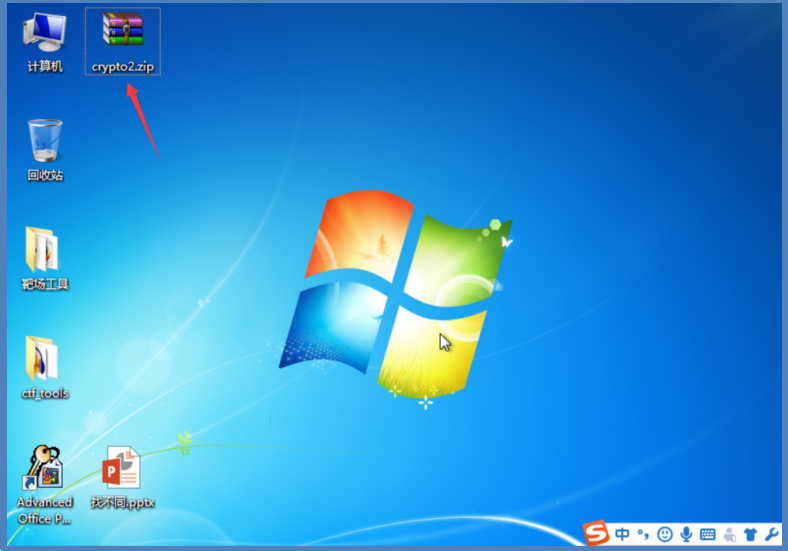 计算机
crypto2.zip
回收站
靶场工具
ctf_tools
Advanced
Office P...
找不同.pptx
中